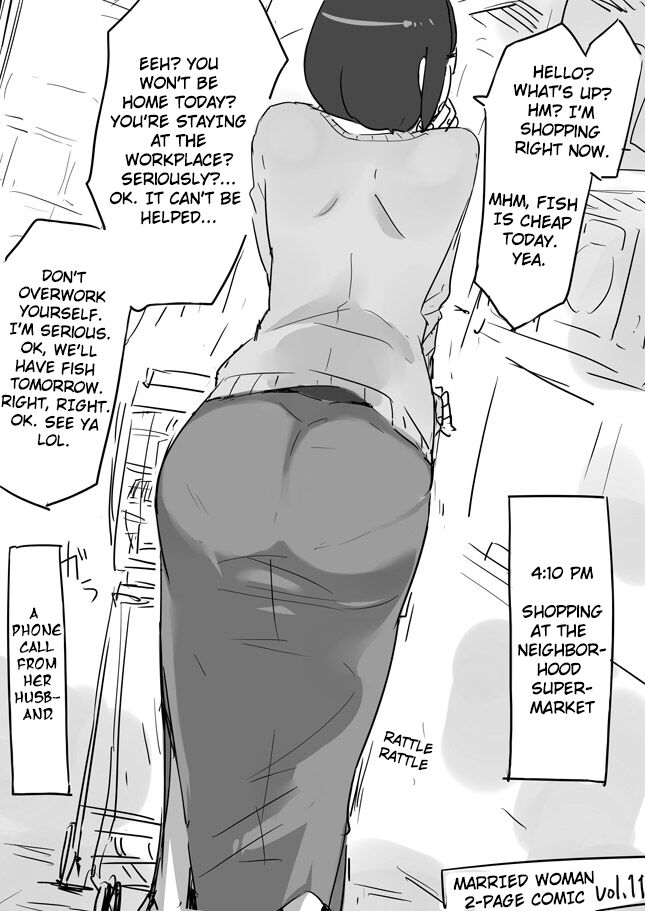 HELLO?
WHAT'S UP?
HM? I'M
SHOPPING
RIGHT NOW.
MHM, FISH
IS CHEAP
TODAY.
YEA.
EEH? YOU
WON'T BE
HOME TODAY?
YOU'RE STAYING
AT THE
WORKPLACE?
SERIOUSLY?...
OK. IT CAN'T BE
HELPED...
DON'T
OVERWORK
YOURSELF.
I'M SERIOUS.
OK, WE'LL
HAVE FISH
TOMORROW.
RIGHT, RIGHT.
OK. SEE YA
LOL.
4:10 PM
SHOPPING
AT THE
NEIGHBOR-
HOOD
SUPER-
MARKET
ガラ
A
PHONE
CALL
FROM
HER
HUSB-
AND.
RATTLE
RATTLE
MARRIED WOMAN
2-PAGE COMIC
vol.11